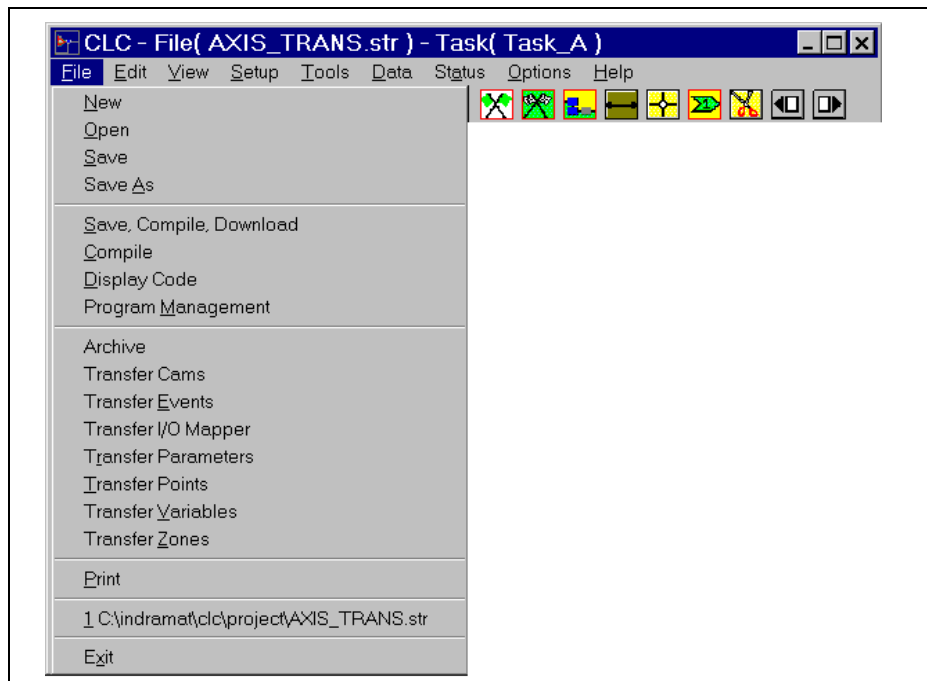 CLC - File( AXIS_TRANS.str ) - Task( Task_A )
File Edit View Setup Tools Data Status Options Help
New
Open
Save
Save As
Save, Compile, Download
Compile
Display Code
Program Management
Archive
Transfer Cams
Transfer Events
Transfer I/O Mapper
Transfer Parameters
Transfer Points
Transfer Variables
Transfer Zones
Print
1 C:\indramat\clc\project\AXIS_TRANS.str
Exit